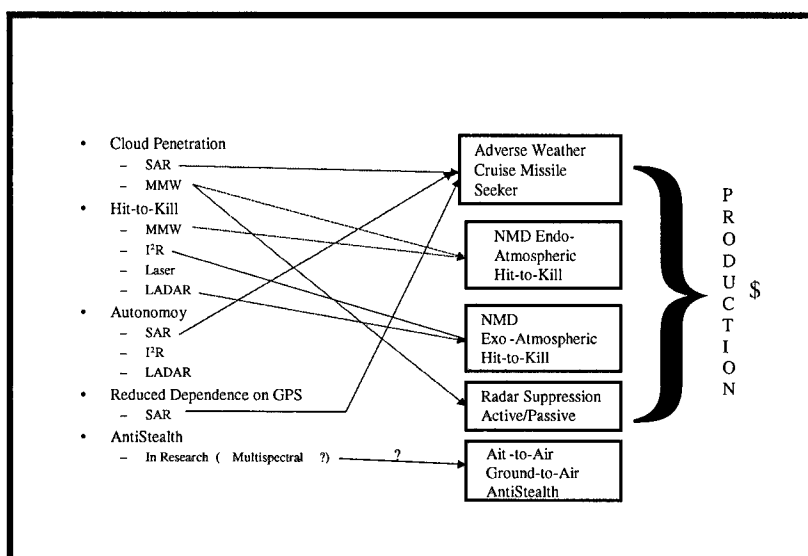 • Cloud Penetration
– SAR
– MMW
• Hit-to-Kill
– MMW
– I²R
– Laser
– LADAR
• Autonomoy
– SAR
– I²R
– LADAR
• Reduced Dependence on GPS
– SAR
• AntiStealth
– In Research ( Multispectral ?)
?
Adverse Weather
Cruise Missile
Seeker
NMD Endo-
Atmospheric
Hit-to-Kill
NMD
Exo -Atmospheric
Hit-to-Kill
Radar Suppression
Active/Passive
Ait -to-Air
Ground-to-Air
AntiStealth
PRODUCTION
$